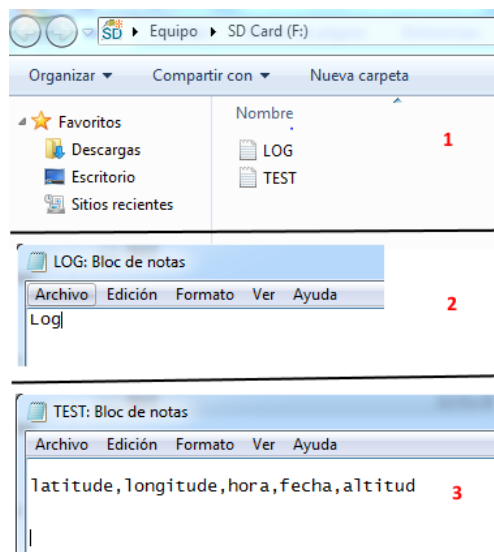 SD Equipo SD Card (F:)
Organizar Compartir con Nueva carpeta
Favoritos
Descargas
Escritorio
Sitios recientes
Nombre
LOG
TEST
1
LOG: Bloc de notas
Archivo Edición Formato Ver Ayuda
Log
2
TEST: Bloc de notas
Archivo Edición Formato Ver Ayuda
latitude,longitude,hora,fecha,altitud
3